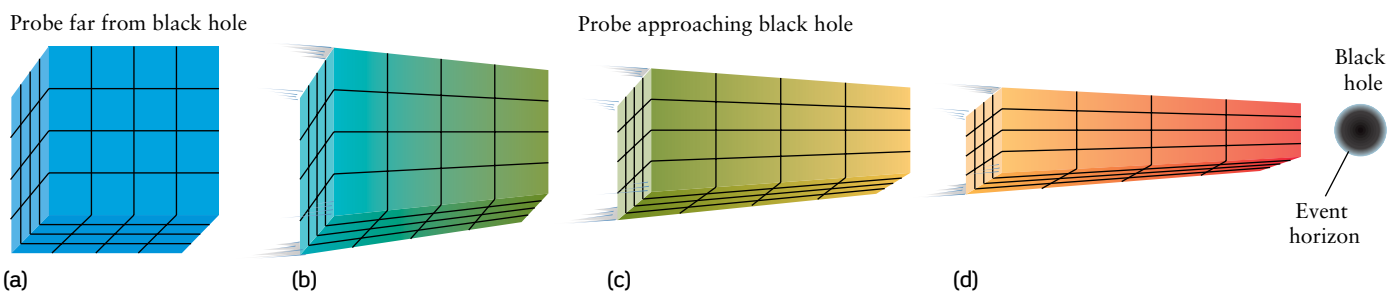 Probe far from black hole
Probe approaching black hole
Black
hole
Event
horizon
(a)
(b)
(c)
(d)